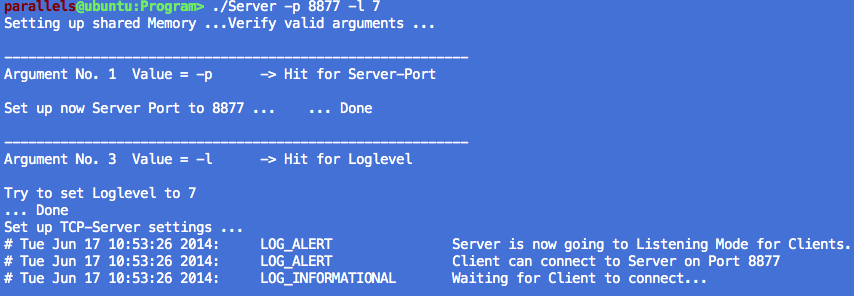 parallels@ubuntu:Program> ./Server -p 8877 -l 7
Setting up shared Memory ...Verify valid arguments ...
__________________________________________________________
Argument No. 1  Value = -p      -> Hit for Server-Port
Set up now Server Port to 8877 ...    ... Done
__________________________________________________________
Argument No. 3  Value = -l      -> Hit for Loglevel
Try to set Loglevel to 7
... Done
Set up TCP-Server settings ...
# Tue Jun 17 10:53:26 2014:     LOG_ALERT               Server is now going to Listening Mode for Clients.
# Tue Jun 17 10:53:26 2014:     LOG_ALERT               Client can connect to Server on Port 8877
# Tue Jun 17 10:53:26 2014:     LOG_INFORMATIONAL       Waiting for Client to connect...